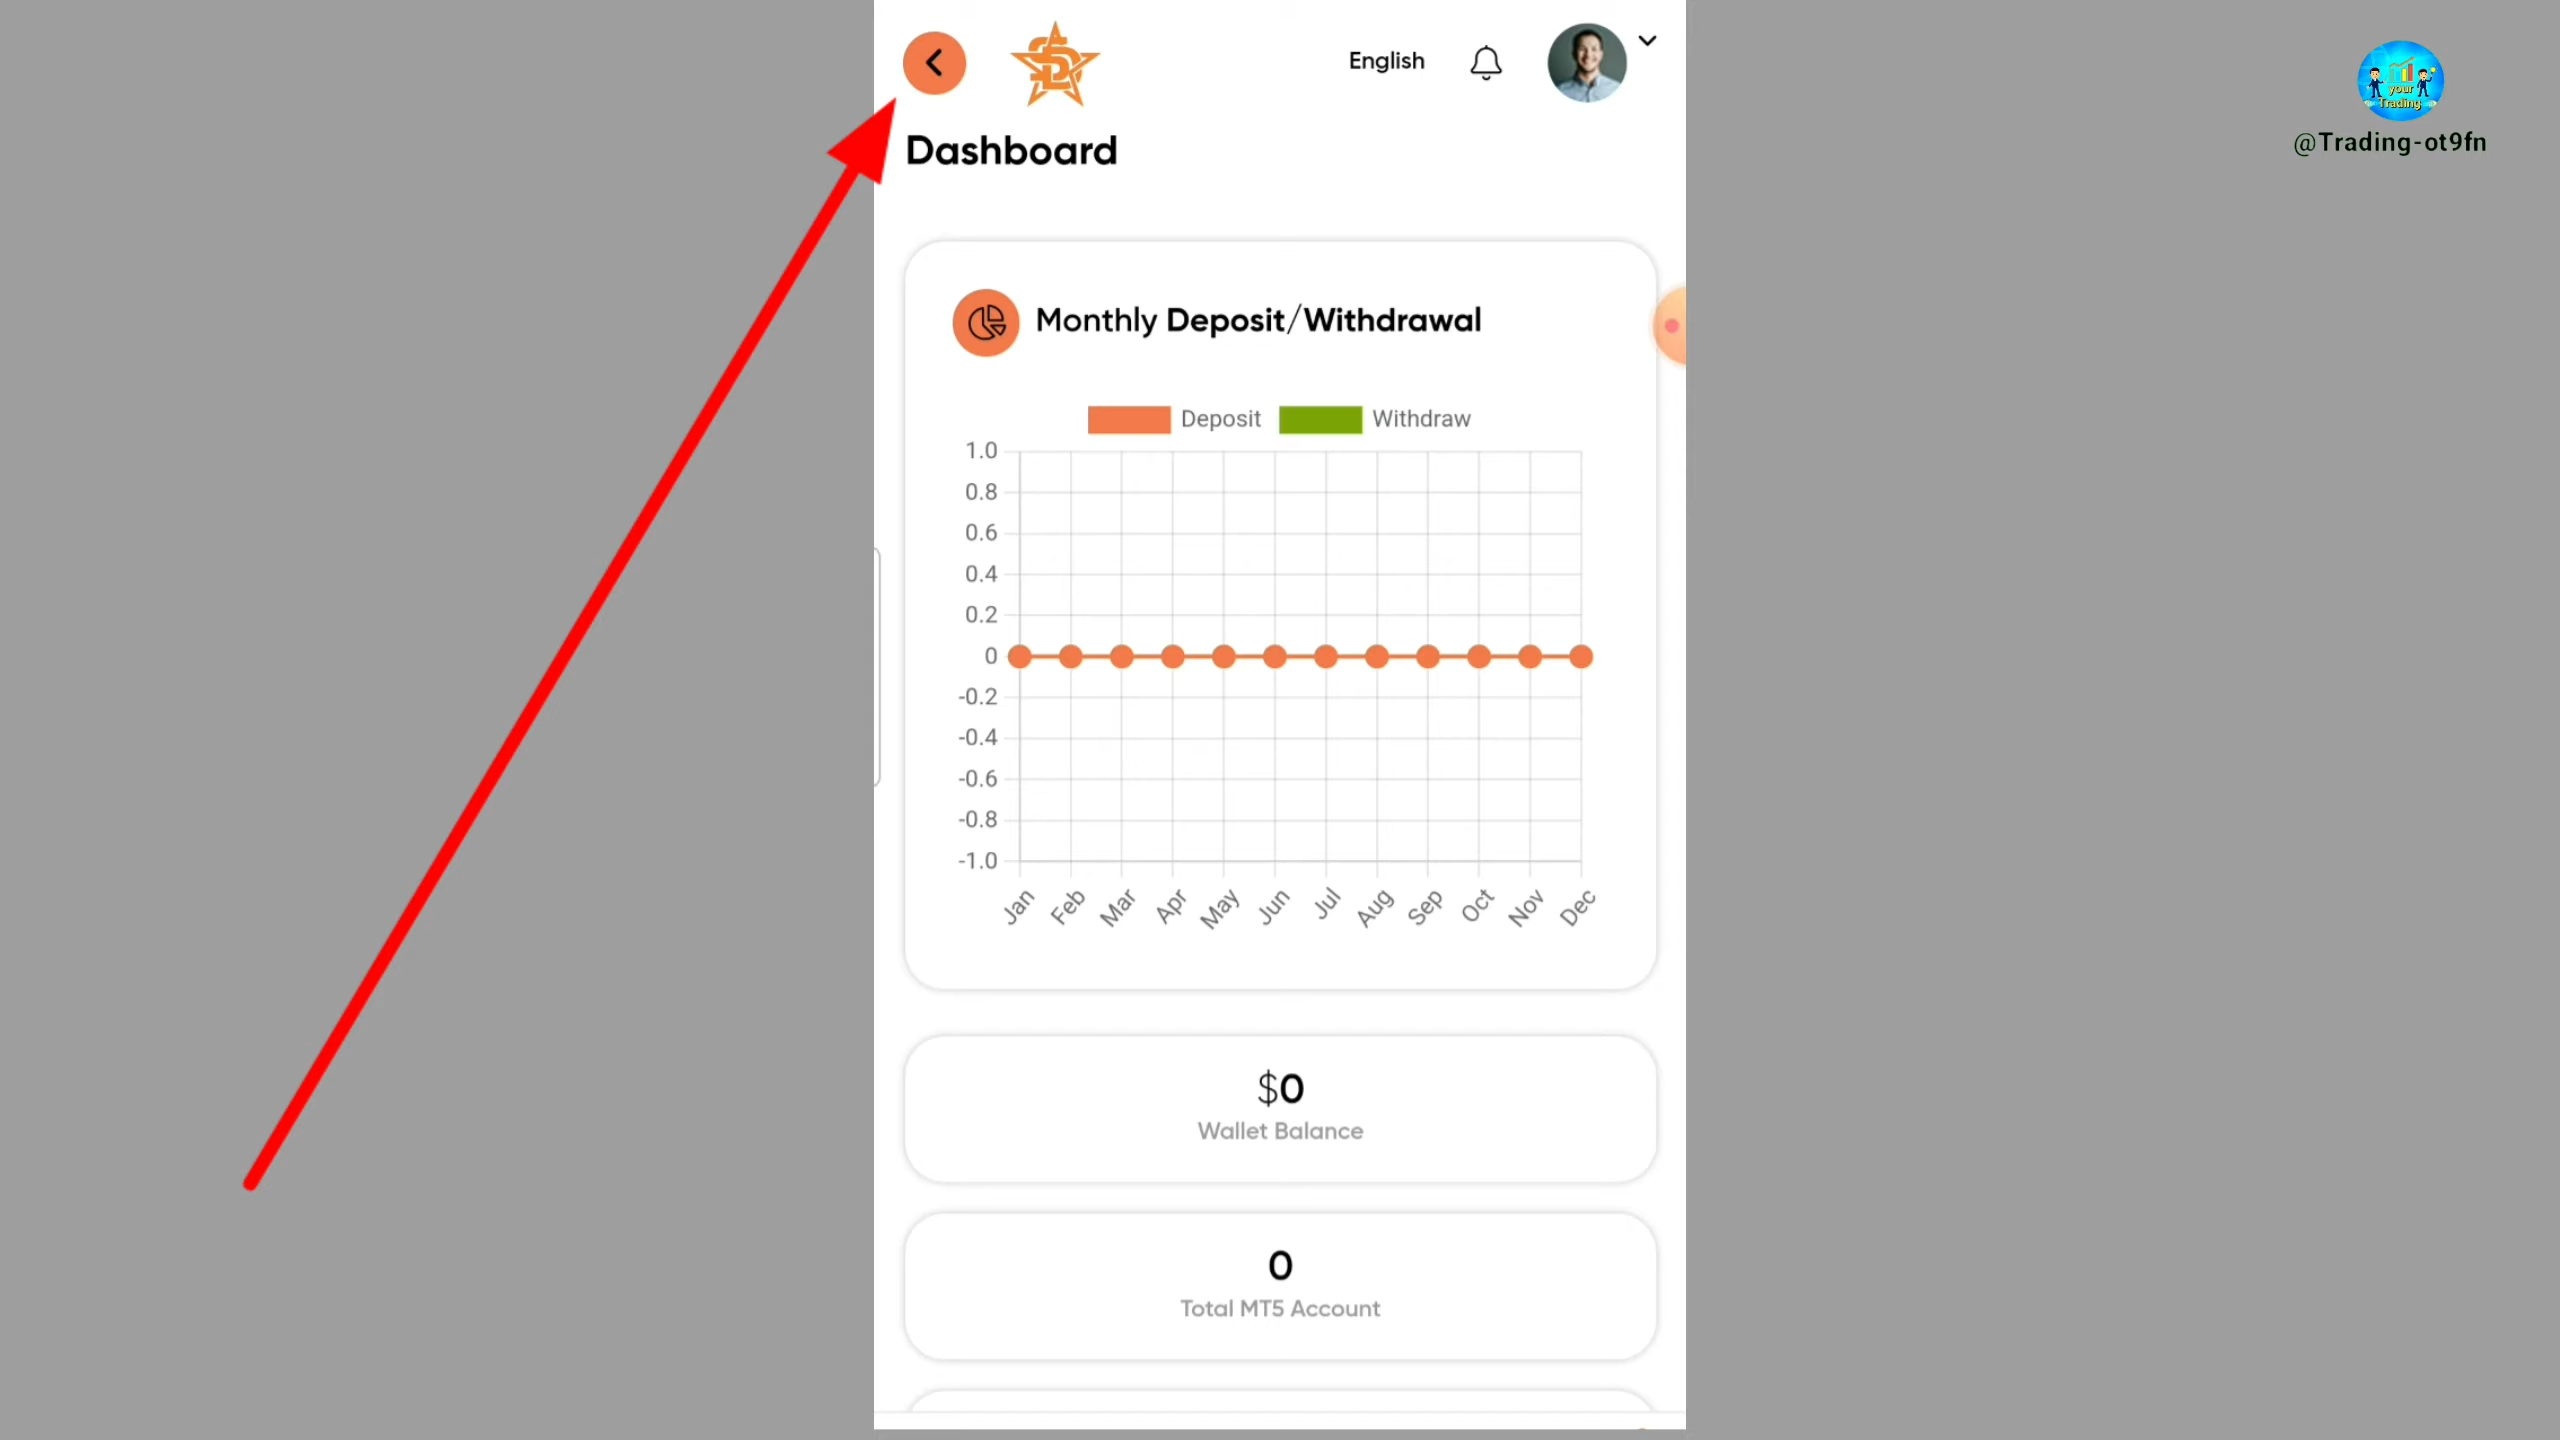 English
your
Trading
@Trading-ot9fn
Dashboard
Monthly Deposit/Withdrawal
Deposit
Withdraw
1.0
0.8
0.6
0.4
0.2
0
-0.2
-0.4
-0.6
-0.8
-1.0
Jan
Feb
Mar
Apr
May
Jun
Jul
Aug
Sep
Oct
Nov
Dec
$0
Wallet Balance
0
Total MT5 Account